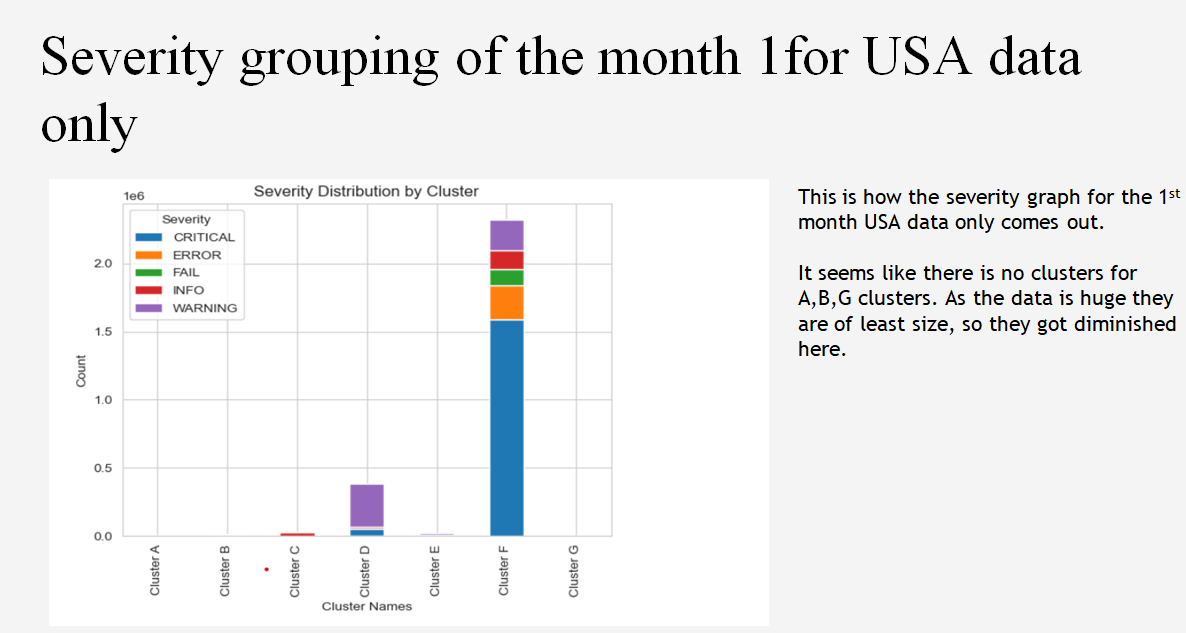 Severity grouping of the month 1for USA data
only
Severity Distribution by Cluster
1e6
Severity
CRITICAL
ERROR
FAIL
INFO
WARNING
2.0
1.5
1.0
0.5
0.0
Count
Cluster A
Cluster B
Cluster C
Cluster D
Cluster E
Cluster F
Cluster G
Cluster Names
This is how the severity graph for the 1st
month USA data only comes out.
It seems like there is no clusters for
A,B,G clusters. As the data is huge they
are of least size, so they got diminished
here.